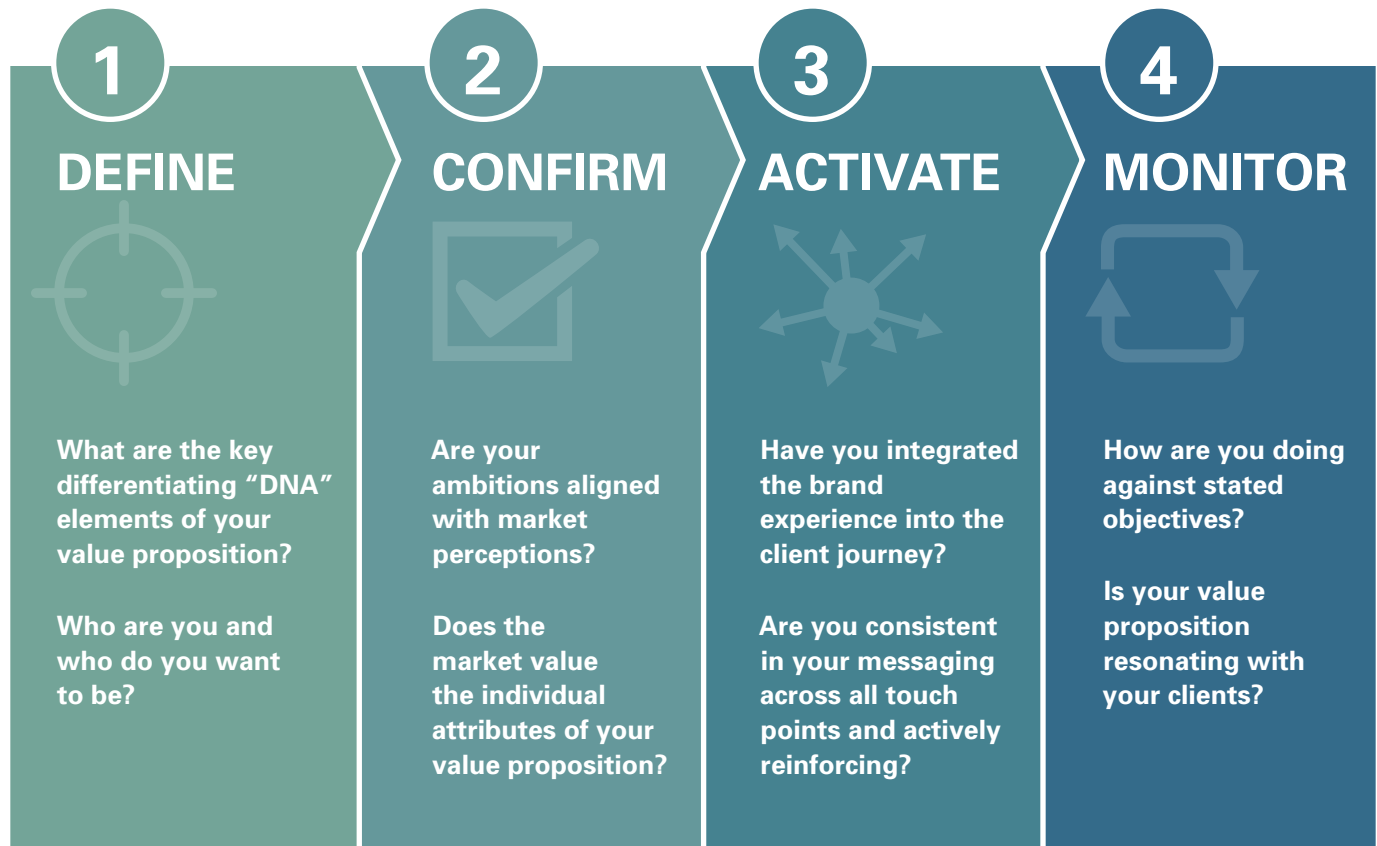 1
DEFINE
What are the key
differentiating “DNA”
elements of your
value proposition?
Who are you and
who do you want
to be?
2
CONFIRM
Are your
ambitions aligned
with market
perceptions?
Does the
market value
the individual
attributes of your
value proposition?
3
ACTIVATE
Have you integrated
the brand
experience into the
client journey?
Are you consistent
in your messaging
across all touch
points and actively
reinforcing?
4
MONITOR
How are you doing
against stated
objectives?
Is your value
proposition
resonating with
your clients?